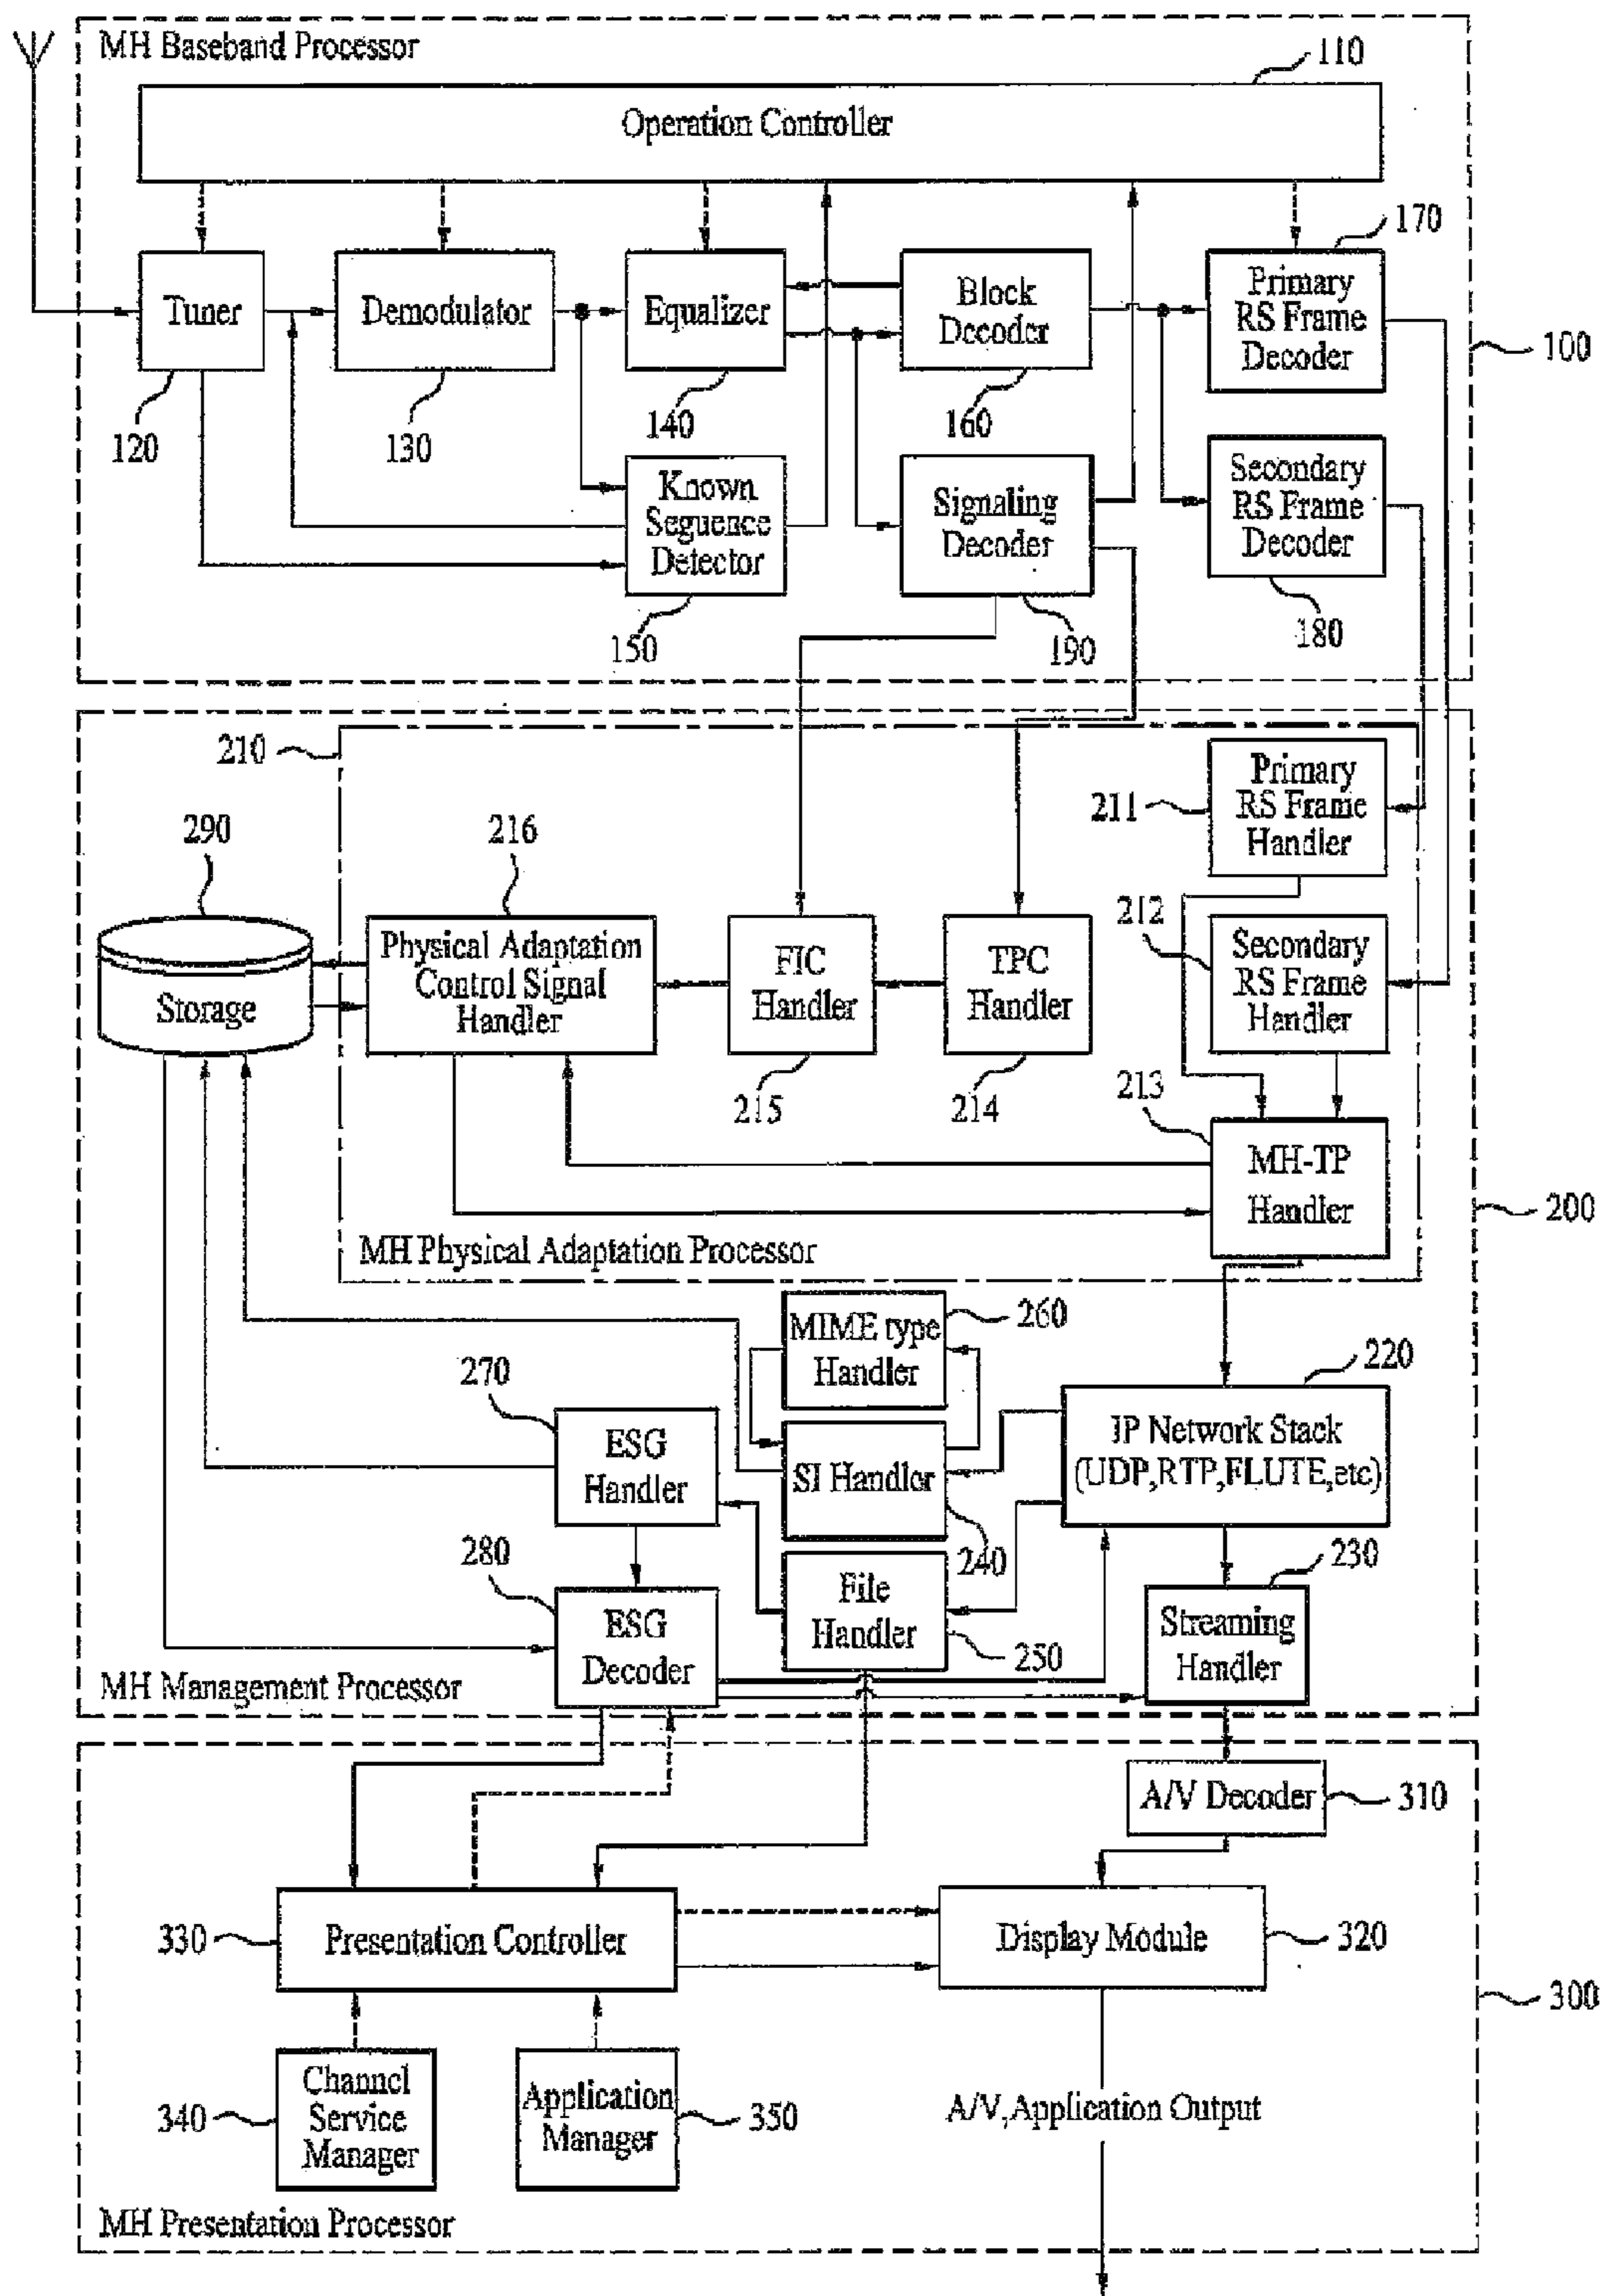 MH Baseband Processor
110
Operation Controller
170
Tuner
Demodulator
Equalizer
Block
Decoder
Primary
RS Frame
Decoder
100
120
130
140
160
Known
Seguence
Detector
Signaling
Decoder
Secondary
RS Frame
Decoder
150
190
180
210
Primary
RS Frame
Handler
211
290
216
212
Storage
Physical Adaptation
Control Signal
Handler
FIC
Handler
TPC
Handler
Secondary
RS Frame
Handler
215
214
213
MH-TP
Handler
200
MH Physical Adaptation Processor
MIME type
Handler
260
220
270
ESG
Handler
SI Handler
IP Network Stack
(UDP,RTP,FLUTE,etc)
240
230
280
ESG
Decoder
File
Handler
250
Streaming
Handler
MH Management Processor
A/V Decoder
310
330
Presentation Controller
Display Module
320
300
340
Channel
Service
Manager
Application
Manager
350
A/V,Application Output
MH Presentation Processor